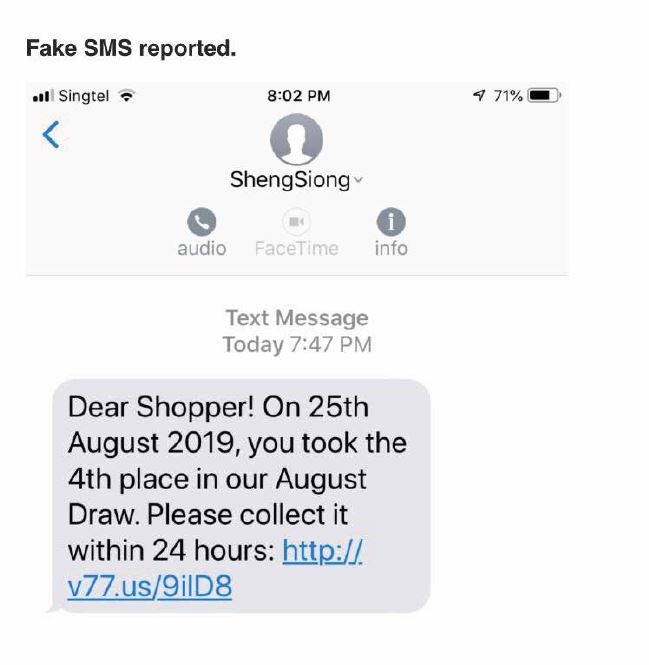 Fake SMS reported.
Singtel 8:02 PM 71%
ShengSiong
audio FaceTime info
Text Message
Today 7:47 PM
Dear Shopper! On 25th
August 2019, you took the
4th place in our August
Draw. Please collect it
within 24 hours: http://
v77.us/9ilD8